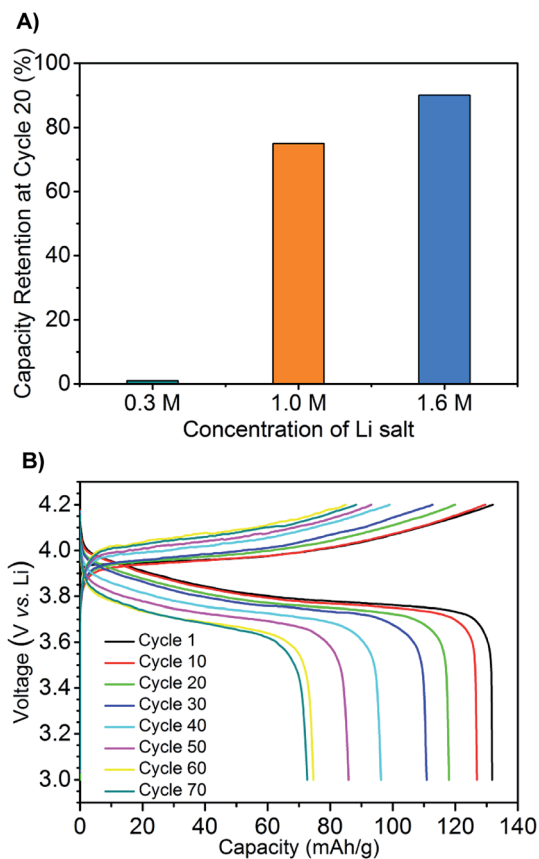 A)
Capacity Retention at Cycle 20 (%)
100
80
60
40
20
0
0.3 M 1.0 M 1.6 M
Concentration of Li salt
B)
Voltage (V vs. Li)
4.2
4.0
3.8
3.6
3.4
3.2
3.0
Cycle 1
Cycle 10
Cycle 20
Cycle 30
Cycle 40
Cycle 50
Cycle 60
Cycle 70
0 20 40 60 80 100 120 140
Capacity (mAh/g)